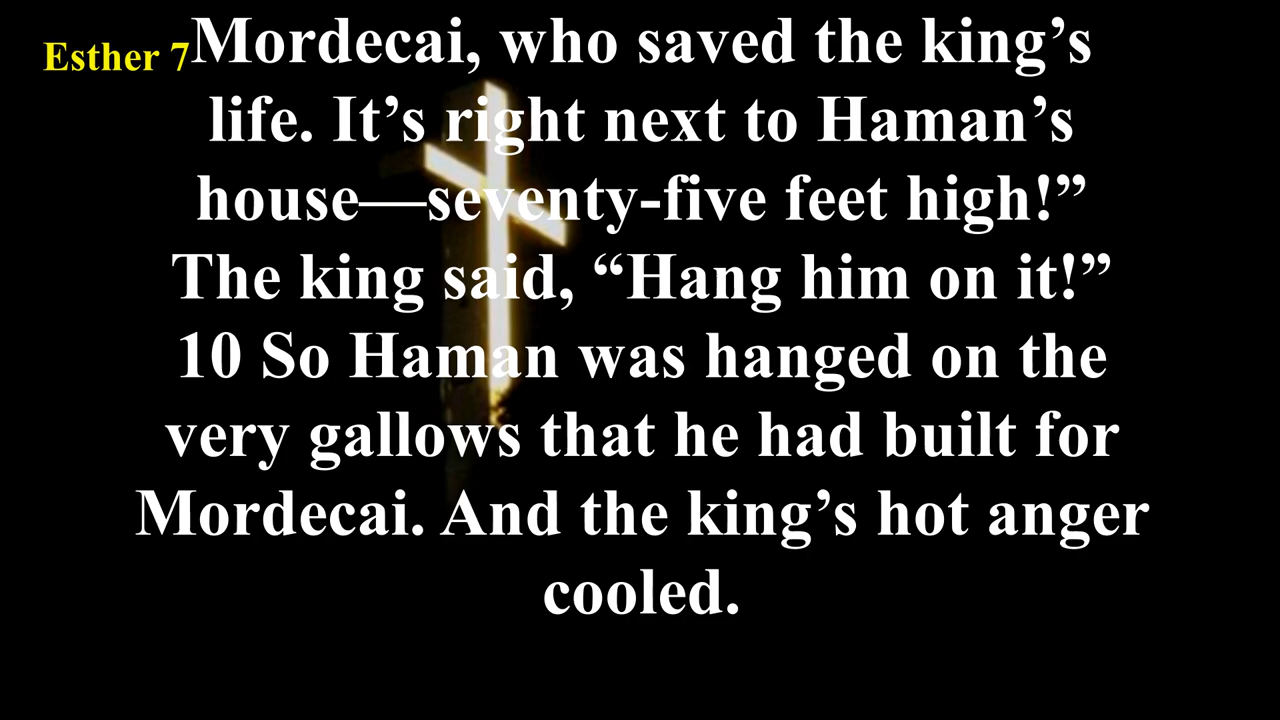 Esther 7
Mordecai, who saved the king’s
life. It’s right next to Haman’s
house—seventy-five feet high!”
The king said, “Hang him on it!”
10 So Haman was hanged on the
very gallows that he had built for
Mordecai. And the king’s hot anger
cooled.